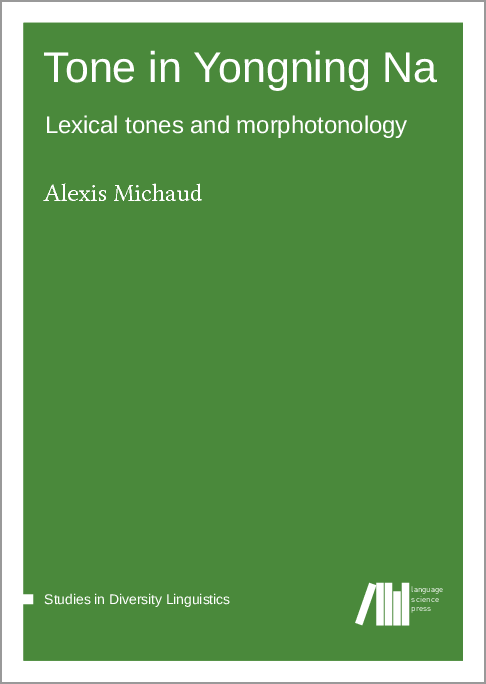 Tone in Yongning Na
Lexical tones and morphotonology
Alexis Michaud
Studies in Diversity Linguistics
language
science
press